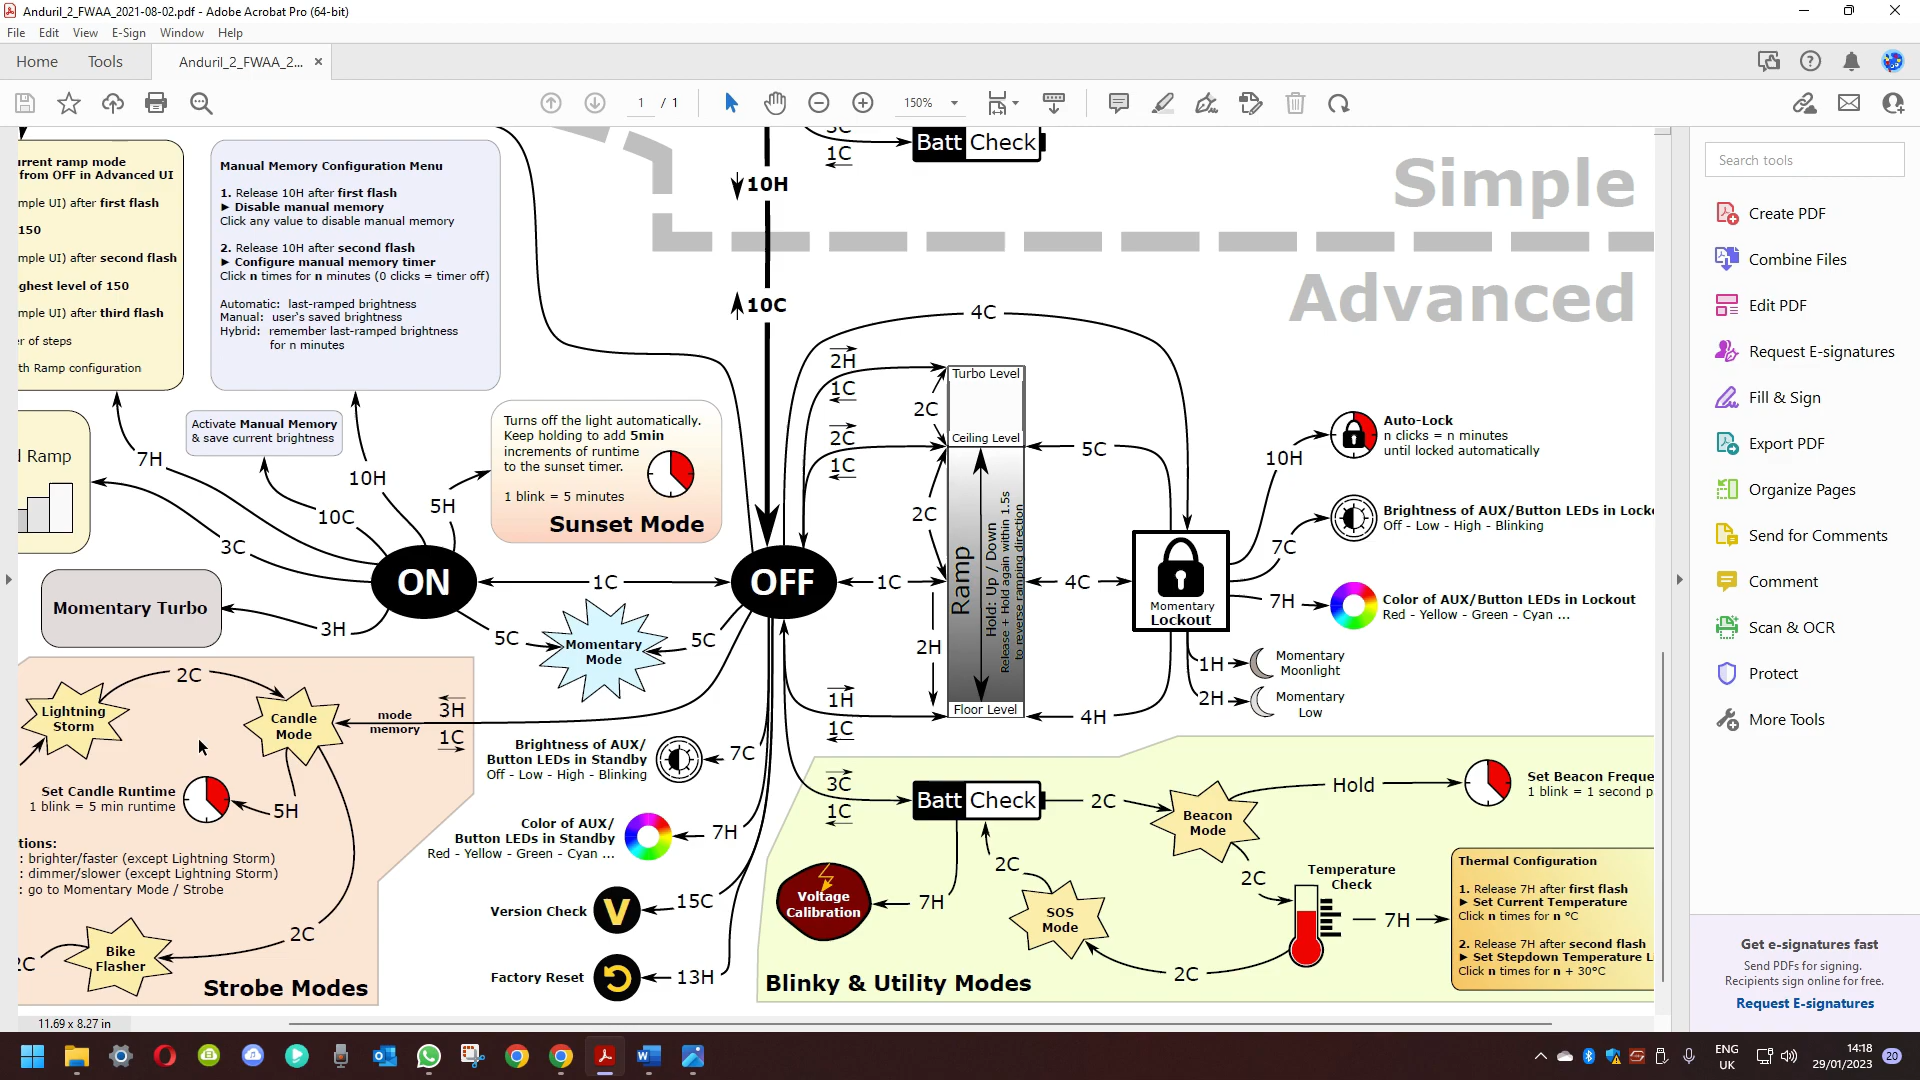 Anduril_2_FWAA_2021-08-02.pdf - Adobe Acrobat Pro (64-bit)
File Edit View E-Sign Window Help
Home Tools Anduril_2_FWAA_2... ×
1 / 1 150%
Search tools
Create PDF
Combine Files
Edit PDF
Request E-signatures
Fill & Sign
Export PDF
Organize Pages
Send for Comments
Comment
Scan & OCR
Protect
More Tools
Get e-signatures fast
Send PDFs for signing.
Recipients sign online for free.
Request E-signatures
urrent ramp mode
from OFF in Advanced UI
mple UI) after first flash
150
mple UI) after second flash
ghest level of 150
mple UI) after third flash
er of steps
th Ramp configuration
Manual Memory Configuration Menu
1. Release 10H after first flash
► Disable manual memory
Click any value to disable manual memory
2. Release 10H after second flash
► Configure manual memory timer
Click n times for n minutes (0 clicks = timer off)
Automatic: last-ramped brightness
Manual: user's saved brightness
Hybrid: remember last-ramped brightness
for n minutes
3C
1C
Batt Check
10H
Simple
Advanced
10C
4C
Activate Manual Memory
& save current brightness
d Ramp
7H
10H
10C
5H
3C
Turns off the light automatically.
Keep holding to add 5min
increments of runtime
to the sunset timer.
1 blink = 5 minutes
Sunset Mode
2H
1C
2C
1C
2C
2C
2H
Turbo Level
Ceiling Level
Ramp
Hold: Up / Down
Release + Hold again within 1.5s
to reverse ramping direction
Floor Level
5C
4C
4H
1H
1C
ON
1C
OFF
1C
Momentary Turbo
3H
5C
Momentary
Mode
5C
Momentary
Lockout
10H
Auto-Lock
n clicks = n minutes
until locked automatically
7C
Brightness of AUX/Button LEDs in Locko
Off - Low - High - Blinking
7H
Color of AUX/Button LEDs in Lockout
Red - Yellow - Green - Cyan ...
1H
Momentary
Moonlight
2H
Momentary
Low
2C
Lightning
Storm
Candle
Mode
mode
memory
3H
1C
Set Candle Runtime
1 blink = 5 min runtime
5H
tions:
: brighter/faster (except Lightning Storm)
: dimmer/slower (except Lightning Storm)
: go to Momentary Mode / Strobe
2C
2C
Bike
Flasher
Strobe Modes
Brightness of AUX/
Button LEDs in Standby
Off - Low - High - Blinking
7C
Color of AUX/
Button LEDs in Standby
Red - Yellow - Green - Cyan ...
7H
Version Check
V
15C
Factory Reset
13H
3C
1C
Batt Check
2C
Beacon
Mode
Hold
Set Beacon Freque
1 blink = 1 second p
Voltage
Calibration
7H
2C
SOS
Mode
2C
Temperature
Check
7H
2C
Thermal Configuration
1. Release 7H after first flash
► Set Current Temperature
Click n times for n °C
2. Release 7H after second flash
► Set Stepdown Temperature L
Click n times for n + 30°C
Blinky & Utility Modes
11.69 x 8.27 in
ENG
UK
14:18
29/01/2023
20